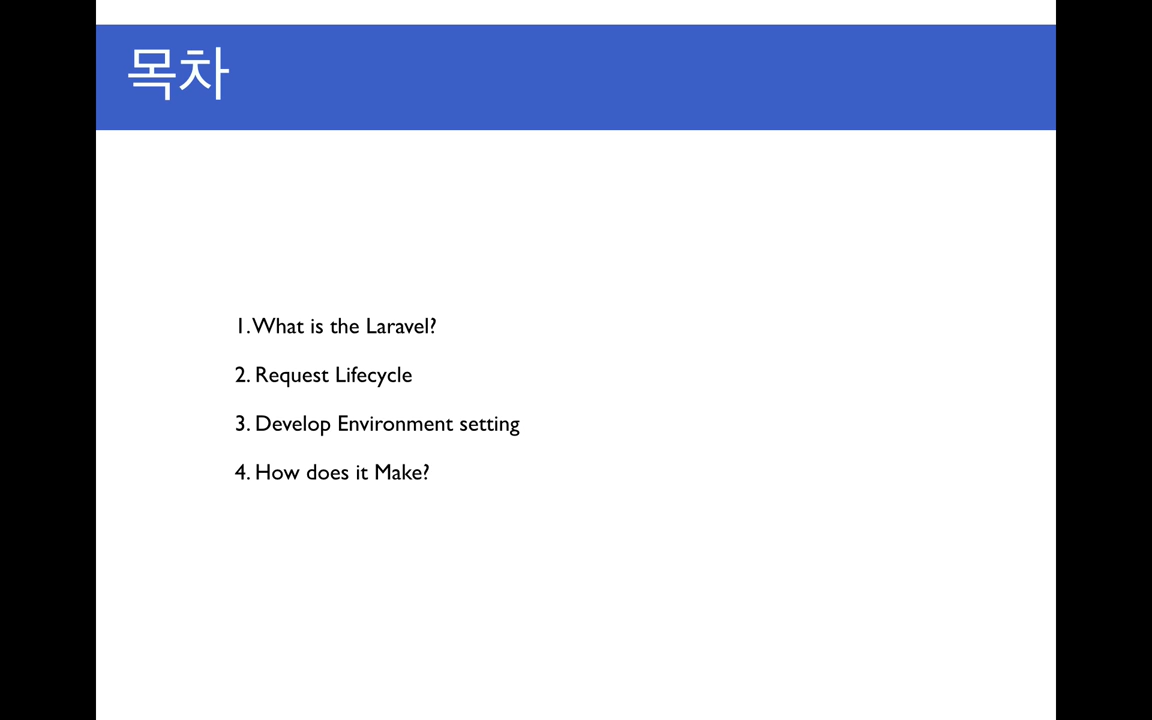 목차
1. What is the Laravel?
2. Request Lifecycle
3. Develop Environment setting
4. How does it Make?